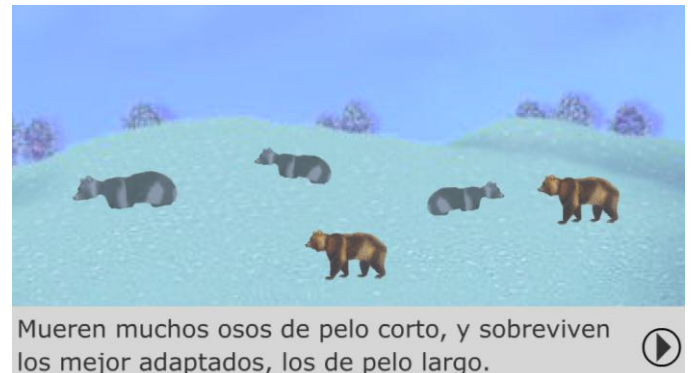 Mueren muchos osos de pelo corto, y sobreviven
los mejor adaptados, los de pelo largo.